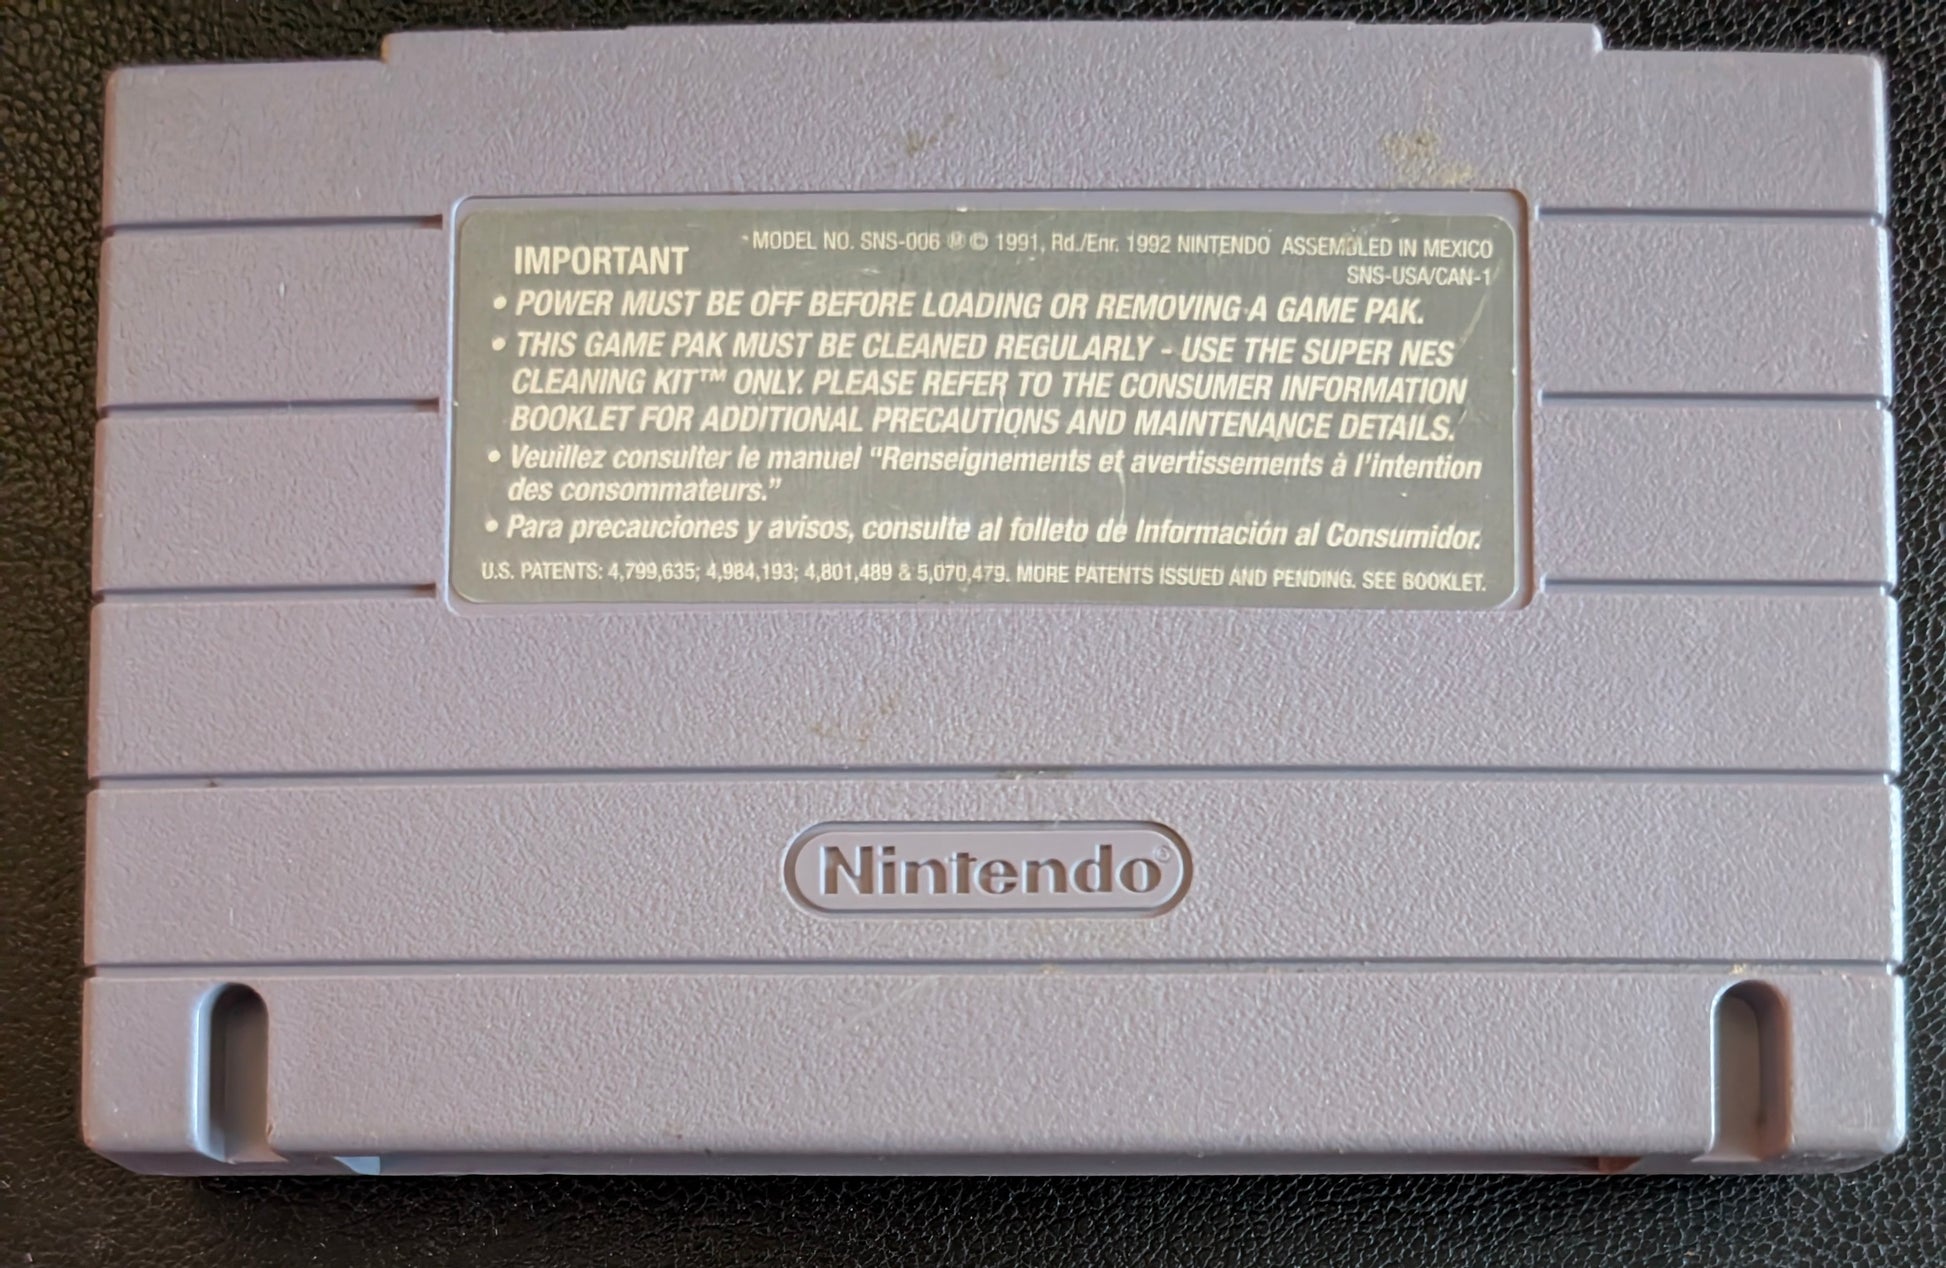 MODEL NO. SNS-006 Ⓜ © 1991, Rd./Enr. 1992 NINTENDO ASSEMBLED IN MEXICO
SNS-USA/CAN-1
IMPORTANT
• POWER MUST BE OFF BEFORE LOADING OR REMOVING A GAME PAK.
• THIS GAME PAK MUST BE CLEANED REGULARLY - USE THE SUPER NES
CLEANING KIT™ ONLY. PLEASE REFER TO THE CONSUMER INFORMATION
BOOKLET FOR ADDITIONAL PRECAUTIONS AND MAINTENANCE DETAILS.
• Veuillez consulter le manuel “Renseignements et avertissements à l'intention
des consommateurs.”
• Para precauciones y avisos, consulte al folleto de Información al Consumidor.
U.S. PATENTS: 4,799,635; 4,984,193; 4,801,489 & 5,070,479. MORE PATENTS ISSUED AND PENDING. SEE BOOKLET.
Nintendo®